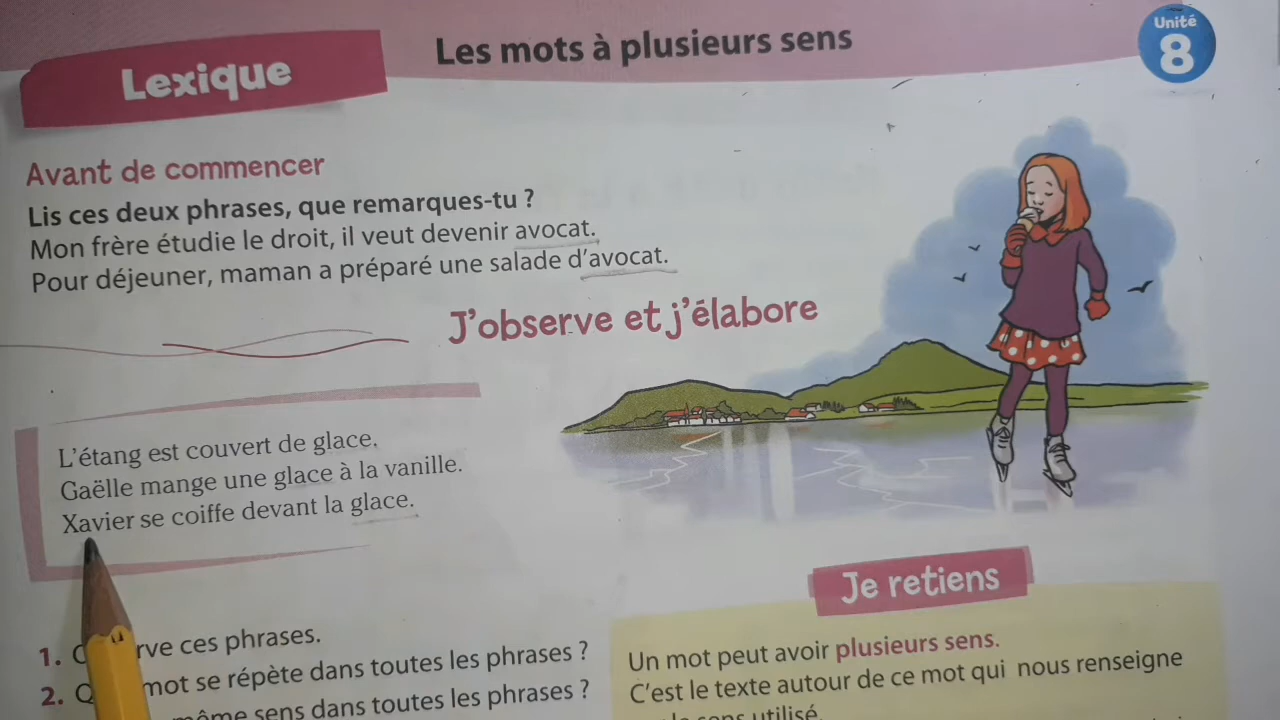 Unité
8
Les mots à plusieurs sens
Lexique
Avant de commencer
Lis ces deux phrases, que remarques-tu ?
Mon frère étudie le droit, il veut devenir avocat.
Pour déjeuner, maman a préparé une salade d'avocat.
J'observe et j'élabore
L'étang est couvert de glace.
Gaëlle mange une glace à la vanille.
Xavier se coiffe devant la glace.
1. ces phrases.
2. mot se répète dans toutes les phrases ?
même sens dans toutes les phrases ?
Je retiens
Un mot peut avoir plusieurs sens.
C'est le texte autour de ce mot qui nous renseigne
sens utilisé.